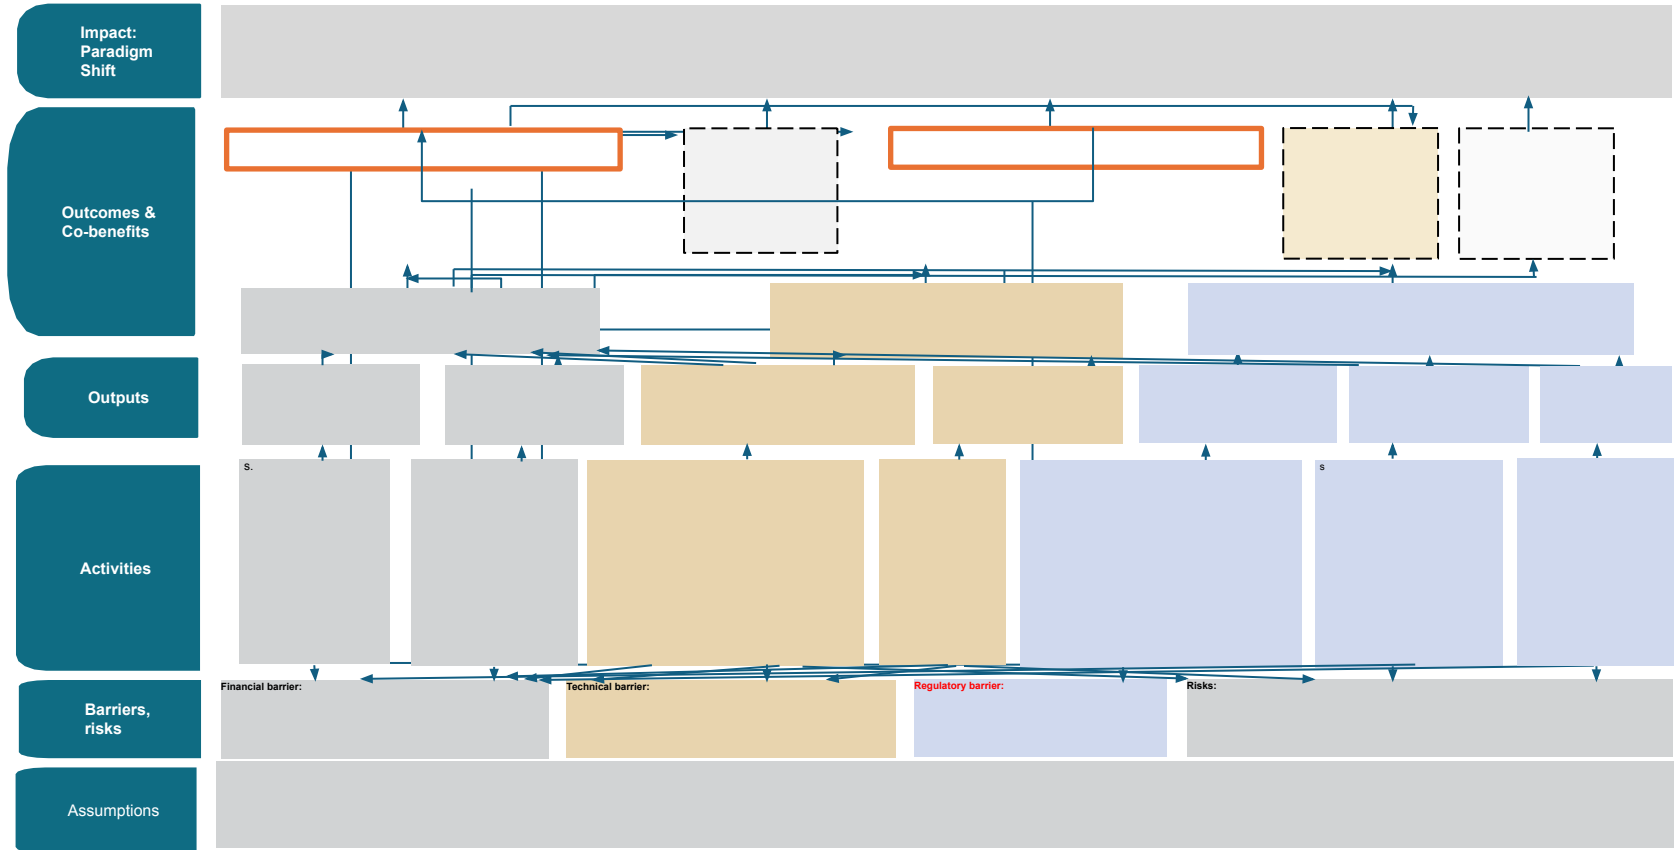 Impact:
Paradigm
Shift
Outcomes &
Co-benefits
Outputs
Activities
S.
s
Barriers,
risks
Financial barrier:
Technical barrier:
Regulatory barrier:
Risks:
Assumptions